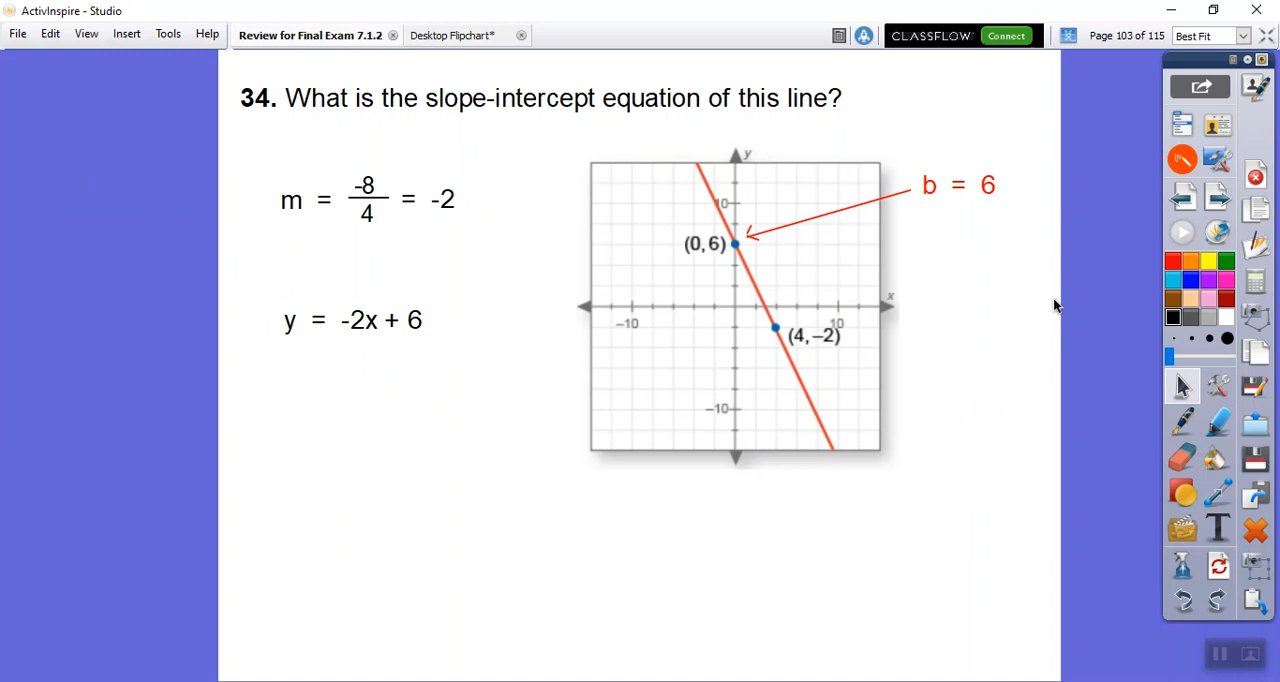 ActivInspire - Studio
File Edit View Insert Tools Help
Review for Final Exam 7.1.2 Desktop Flipchart*
CLASSFLOW Connect
Page 103 of 115 Best Fit
34. What is the slope-intercept equation of this line?
m = -8/4 = -2
y = -2x + 6
b = 6
y
10
(0, 6)
x
−10 10
(4, −2)
−10
T